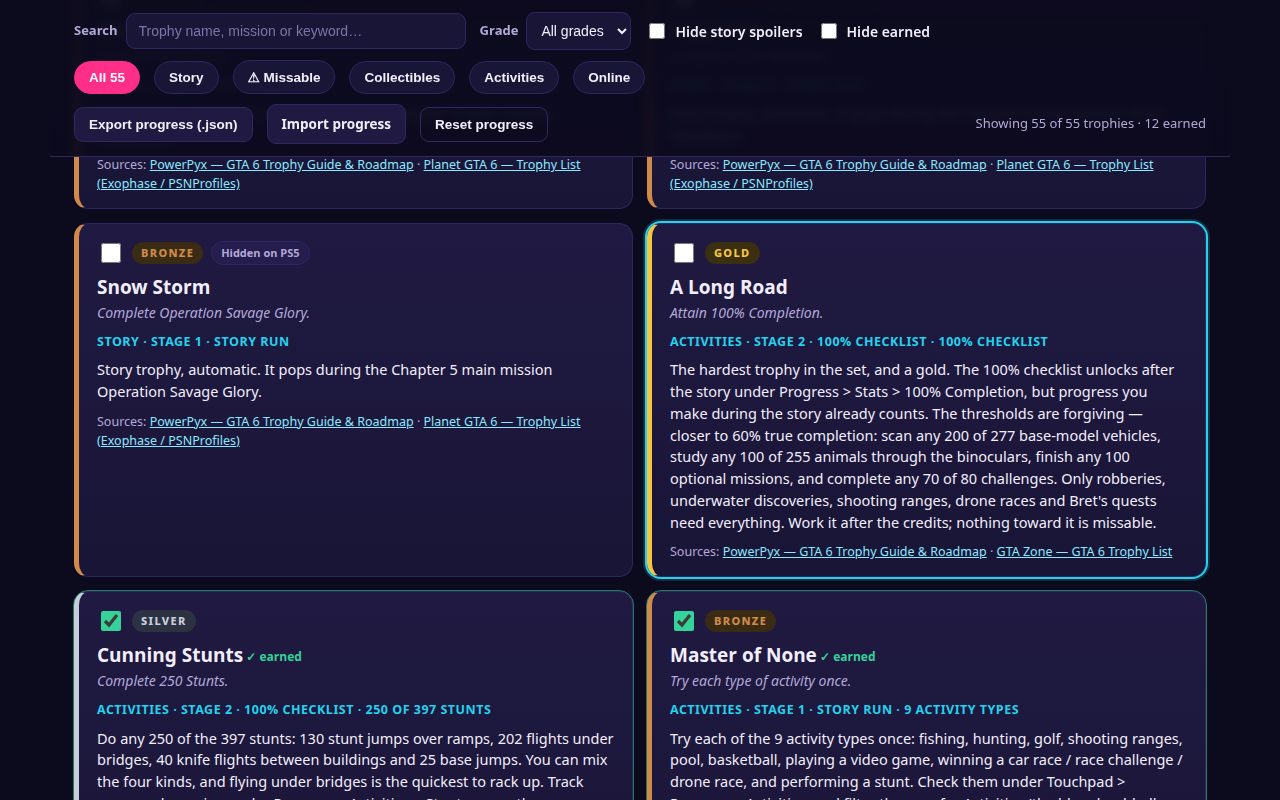 Search Trophy name, mission or keyword… Grade All grades Hide story spoilers Hide earned
All 55 Story ⚠ Missable Collectibles Activities Online
Export progress (.json) Import progress Reset progress Showing 55 of 55 trophies · 12 earned
Sources: PowerPyx — GTA 6 Trophy Guide & Roadmap · Planet GTA 6 — Trophy List
(Exophase / PSNProfiles)
Sources: PowerPyx — GTA 6 Trophy Guide & Roadmap · Planet GTA 6 — Trophy List
(Exophase / PSNProfiles)
BRONZE Hidden on PS5
Snow Storm
Complete Operation Savage Glory.
STORY · STAGE 1 · STORY RUN
Story trophy, automatic. It pops during the Chapter 5 main mission
Operation Savage Glory.
Sources: PowerPyx — GTA 6 Trophy Guide & Roadmap · Planet GTA 6 — Trophy List
(Exophase / PSNProfiles)
GOLD
A Long Road
Attain 100% Completion.
ACTIVITIES · STAGE 2 · 100% CHECKLIST · 100% CHECKLIST
The hardest trophy in the set, and a gold. The 100% checklist unlocks after
the story under Progress > Stats > 100% Completion, but progress you
make during the story already counts. The thresholds are forgiving —
closer to 60% true completion: scan any 200 of 277 base-model vehicles,
study any 100 of 255 animals through the binoculars, finish any 100
optional missions, and complete any 70 of 80 challenges. Only robberies,
underwater discoveries, shooting ranges, drone races and Bret's quests
need everything. Work it after the credits; nothing toward it is missable.
Sources: PowerPyx — GTA 6 Trophy Guide & Roadmap · GTA Zone — GTA 6 Trophy List
SILVER
Cunning Stunts ✓ earned
Complete 250 Stunts.
ACTIVITIES · STAGE 2 · 100% CHECKLIST · 250 OF 397 STUNTS
Do any 250 of the 397 stunts: 130 stunt jumps over ramps, 202 flights under
bridges, 40 knife flights between buildings and 25 base jumps. You can mix
the four kinds, and flying under bridges is the quickest to rack up. Track
BRONZE
Master of None ✓ earned
Try each type of activity once.
ACTIVITIES · STAGE 1 · STORY RUN · 9 ACTIVITY TYPES
Try each of the 9 activity types once: fishing, hunting, golf, shooting ranges,
pool, basketball, playing a video game, winning a car race / race challenge /
drone race, and performing a stunt. Check them under Touchpad >